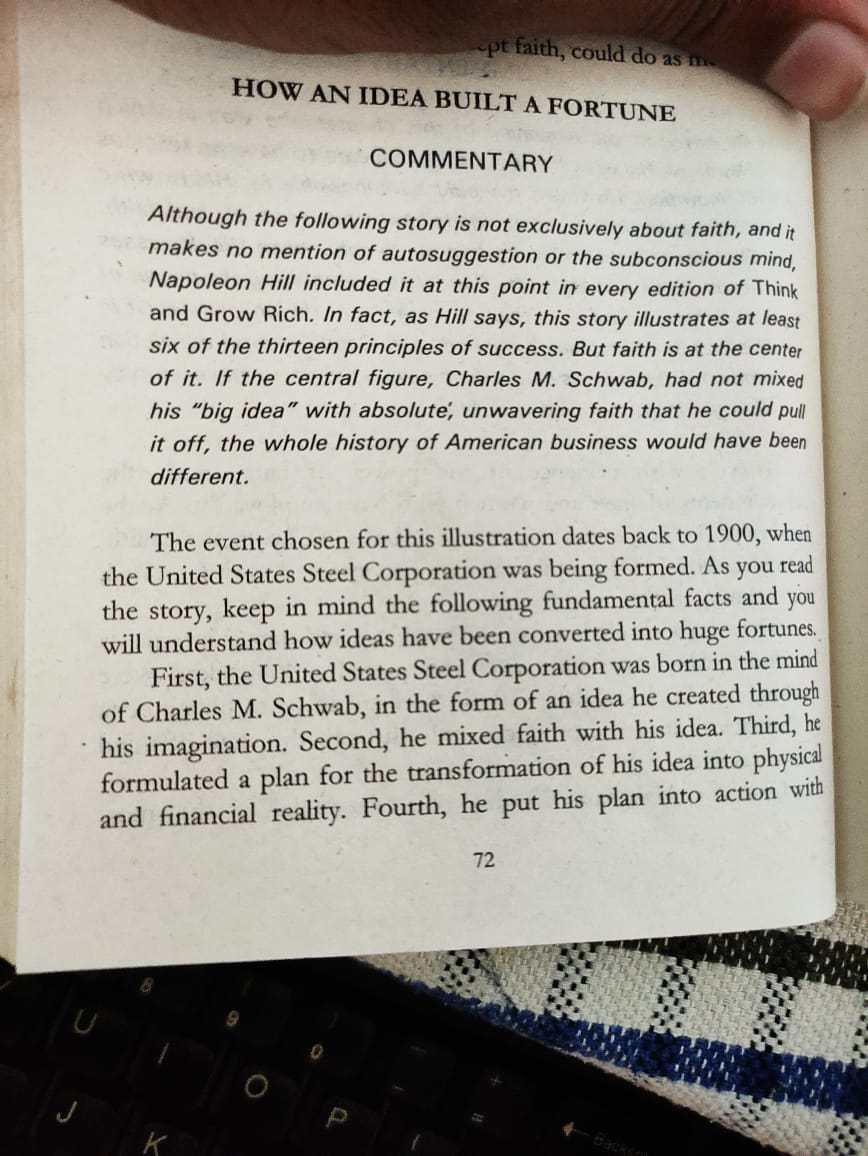 faith, could do as
HOW AN IDEA BUILT A FORTUNE
COMMENTARY
Although the following story is not exclusively about faith, and it
makes no mention of autosuggestion or the subconscious mind,
Napoleon Hill included it at this point in every edition of Think
and Grow Rich. In fact, as Hill says, this story illustrates at least
six of the thirteen principles of success. But faith is at the center
of it. If the central figure, Charles M. Schwab, had not mixed
his “big idea” with absolute, unwavering faith that he could pull
it off, the whole history of American business would have been
different.
The event chosen for this illustration dates back to 1900, when
the United States Steel Corporation was being formed. As you read
the story, keep in mind the following fundamental facts and you
will understand how ideas have been converted into huge fortunes.
First, the United States Steel Corporation was born in the mind
of Charles M. Schwab, in the form of an idea he created through
his imagination. Second, he mixed faith with his idea. Third, he
formulated a plan for the transformation of his idea into physical
and financial reality. Fourth, he put his plan into action with
72
8
9
0
+
=
U
I
O
P
J
K